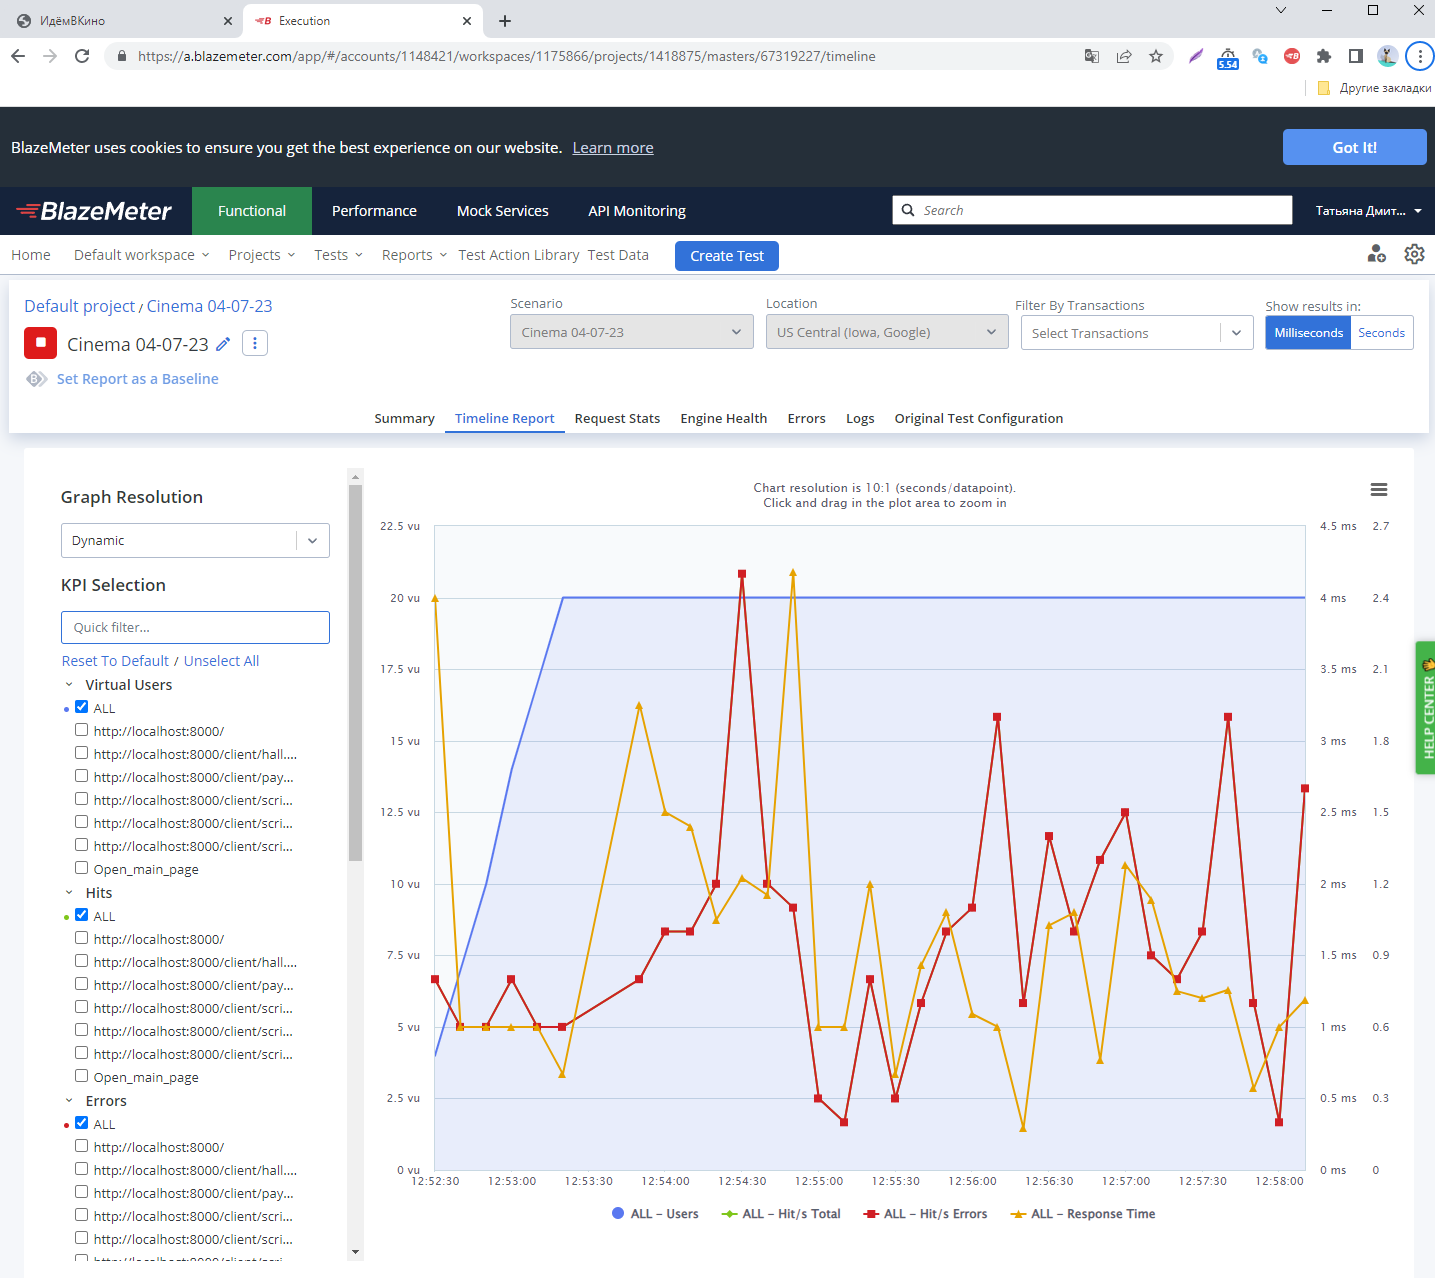 ИдёмВКино
Execution
https://a.blazemeter.com/app/#/accounts/1148421/workspaces/1175866/projects/1418875/masters/67319227/timeline
5.54
Другие закладки
BlazeMeter uses cookies to ensure you get the best experience on our website. Learn more
Got It!
BlazeMeter
Functional
Performance
Mock Services
API Monitoring
Search
Татьяна Дмит...
Home
Default workspace
Projects
Tests
Reports
Test Action Library
Test Data
Create Test
Default project / Cinema 04-07-23
Cinema 04-07-23
Set Report as a Baseline
Scenario
Cinema 04-07-23
Location
US Central (Iowa, Google)
Filter By Transactions
Select Transactions
Show results in:
Milliseconds
Seconds
Summary
Timeline Report
Request Stats
Engine Health
Errors
Logs
Original Test Configuration
Graph Resolution
Dynamic
KPI Selection
Quick filter...
Reset To Default / Unselect All
Virtual Users
ALL
http://localhost:8000/
http://localhost:8000/client/hall....
http://localhost:8000/client/pay...
http://localhost:8000/client/scri...
http://localhost:8000/client/scri...
http://localhost:8000/client/scri...
Open_main_page
Hits
ALL
http://localhost:8000/
http://localhost:8000/client/hall....
http://localhost:8000/client/pay...
http://localhost:8000/client/scri...
http://localhost:8000/client/scri...
http://localhost:8000/client/scri...
Open_main_page
Errors
ALL
http://localhost:8000/
http://localhost:8000/client/hall....
http://localhost:8000/client/pay...
http://localhost:8000/client/scri...
http://localhost:8000/client/scri...
http://localhost:8000/client/scri...
Chart resolution is 10:1 (seconds/datapoint).
Click and drag in the plot area to zoom in
22.5 vu
20 vu
17.5 vu
15 vu
12.5 vu
10 vu
7.5 vu
5 vu
2.5 vu
0 vu
4.5 ms 2.7
4 ms 2.4
3.5 ms 2.1
3 ms 1.8
2.5 ms 1.5
2 ms 1.2
1.5 ms 0.9
1 ms 0.6
0.5 ms 0.3
0 ms 0
12:52:30 12:53:00 12:53:30 12:54:00 12:54:30 12:55:00 12:55:30 12:56:00 12:56:30 12:57:00 12:57:30 12:58:00
ALL - Users
ALL - Hit/s Total
ALL - Hit/s Errors
ALL - Response Time
HELP CENTER